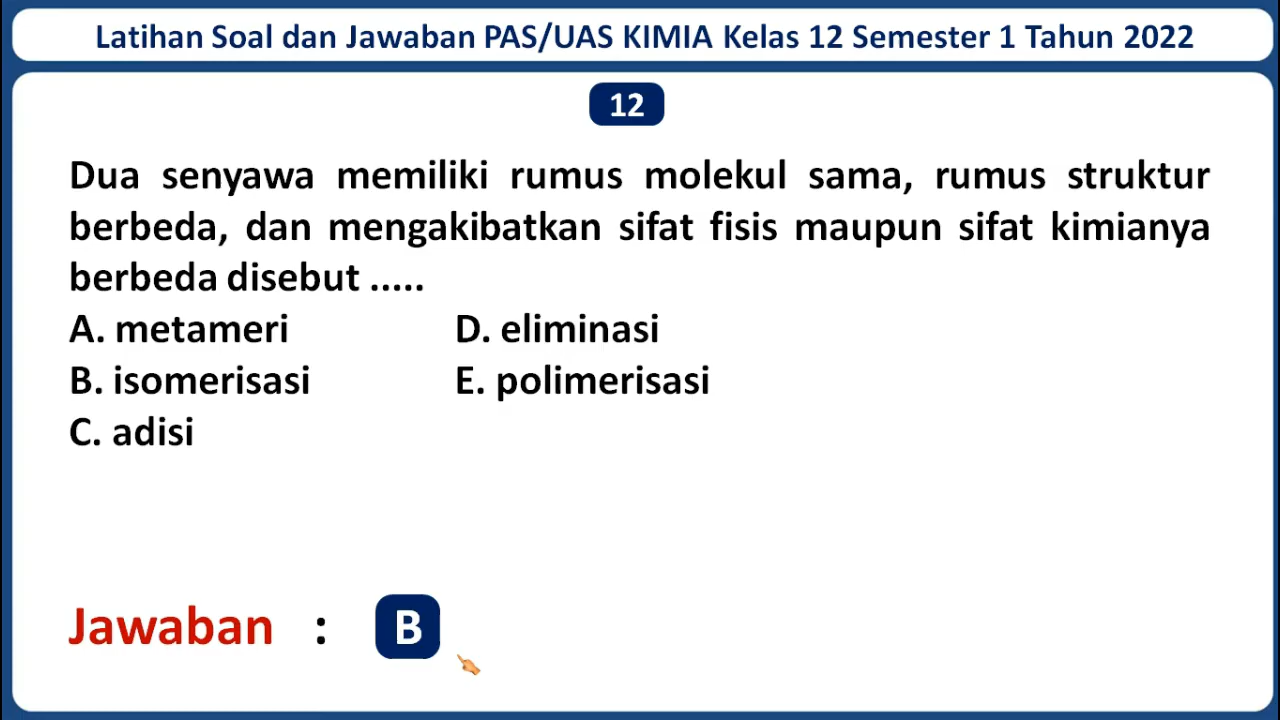 Latihan Soal dan Jawaban PAS/UAS KIMIA Kelas 12 Semester 1 Tahun 2022
12
Dua senyawa memiliki rumus molekul sama, rumus struktur
berbeda, dan mengakibatkan sifat fisis maupun sifat kimianya
berbeda disebut .....
A. metameri D. eliminasi
B. isomerisasi E. polimerisasi
C. adisi
Jawaban : B